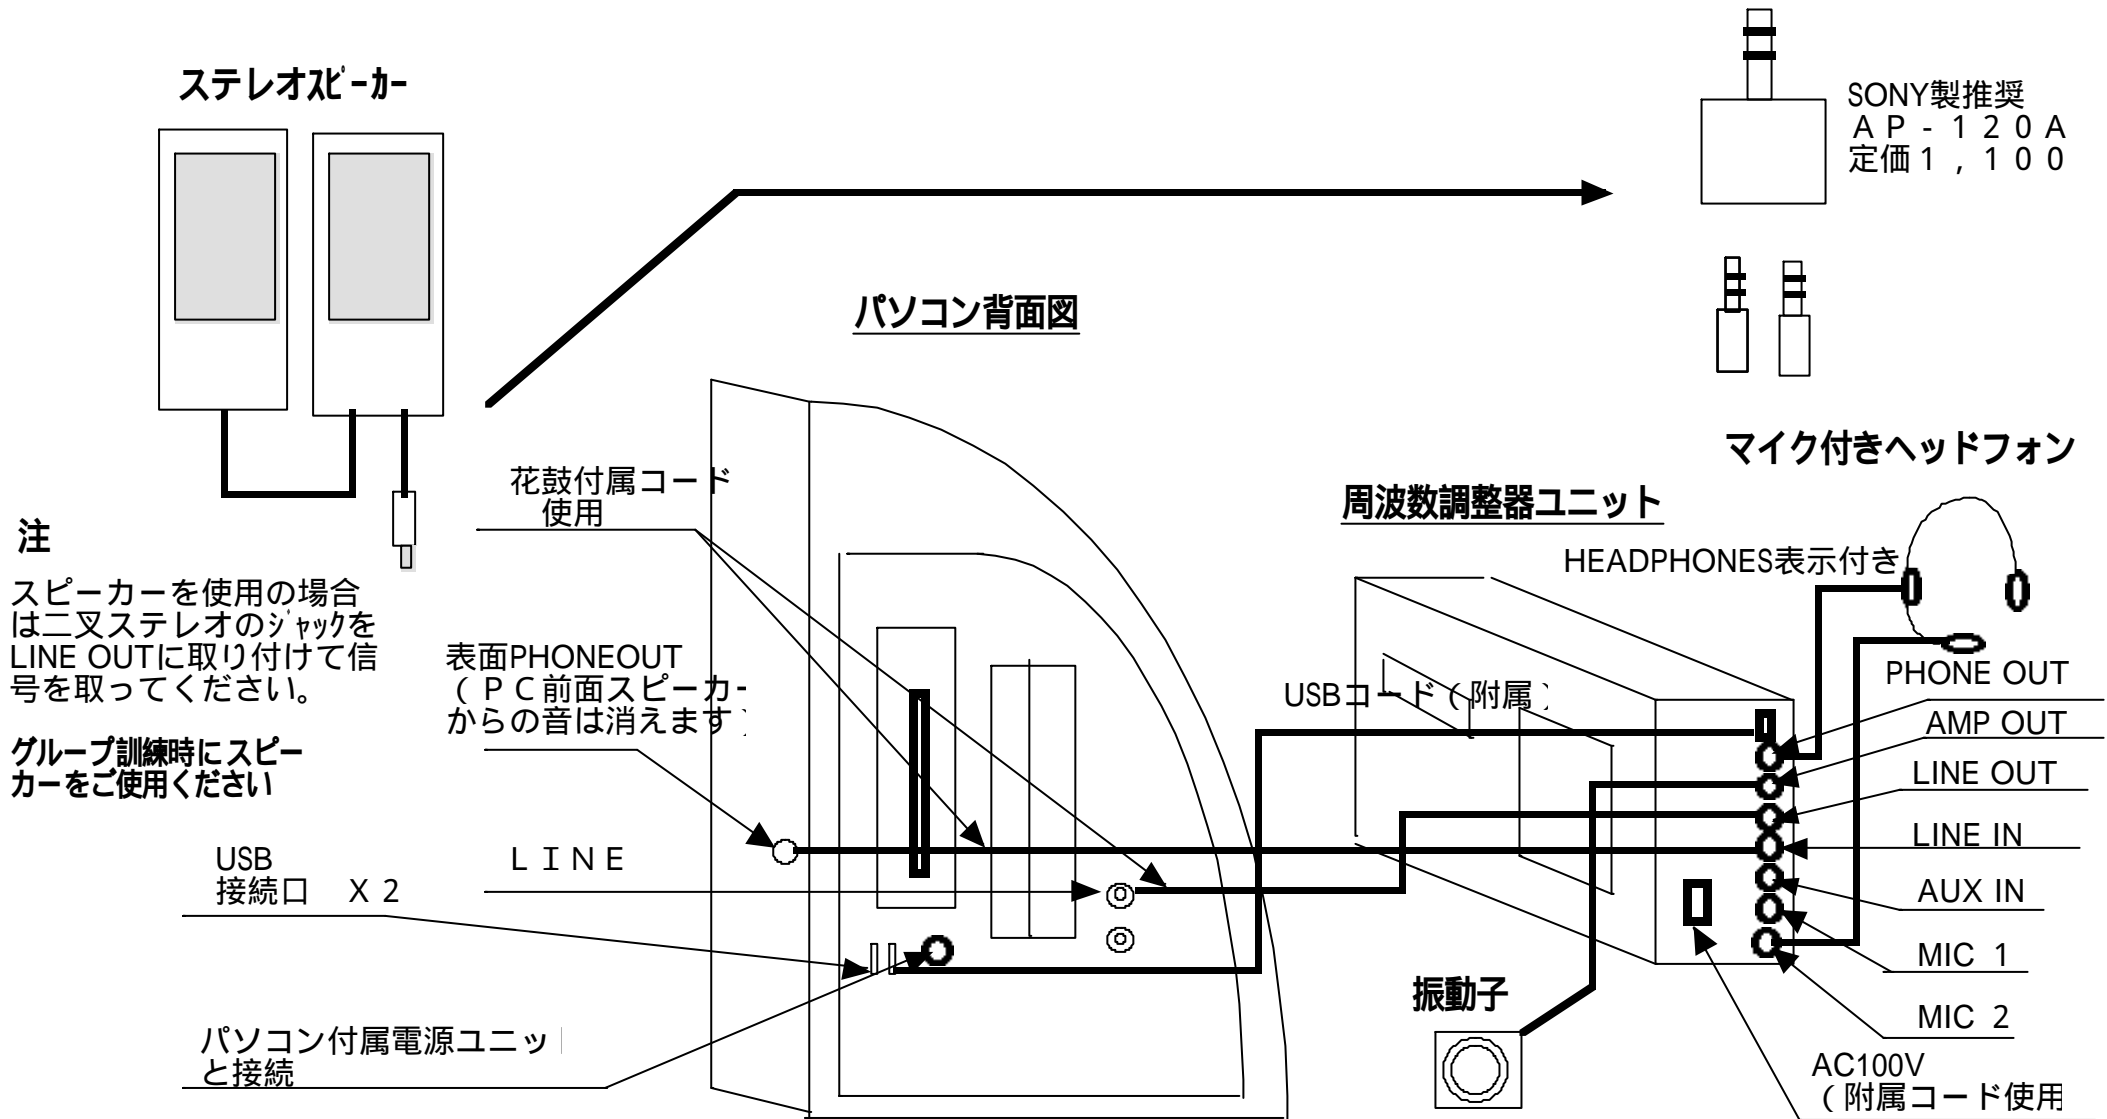 ステレオスピーカー
SONY製推奨
ＡＰ-１２０Ａ
定価１，１００
パソコン背面図
マイク付きヘッドフォン
花鼓付属コード
使用
周波数調整器ユニット
注
HEADPHONES表示付き
スピーカーを使用の場合
は二叉ステレオのジャックを
LINE OUTに取り付けて信
号を取ってください。
表面PHONEOUT
（ＰＣ前面スピーカー
からの音は消えます）
USBコード（附属）
PHONE OUT
AMP OUT
グループ訓練時にスピー
カーをご使用ください
LINE OUT
LINE IN
USB
接続口　X 2
ＬＩＮＥ
AUX IN
MIC 1
振動子
MIC 2
パソコン付属電源ユニッ
と接続
AC100V
（附属コード使用